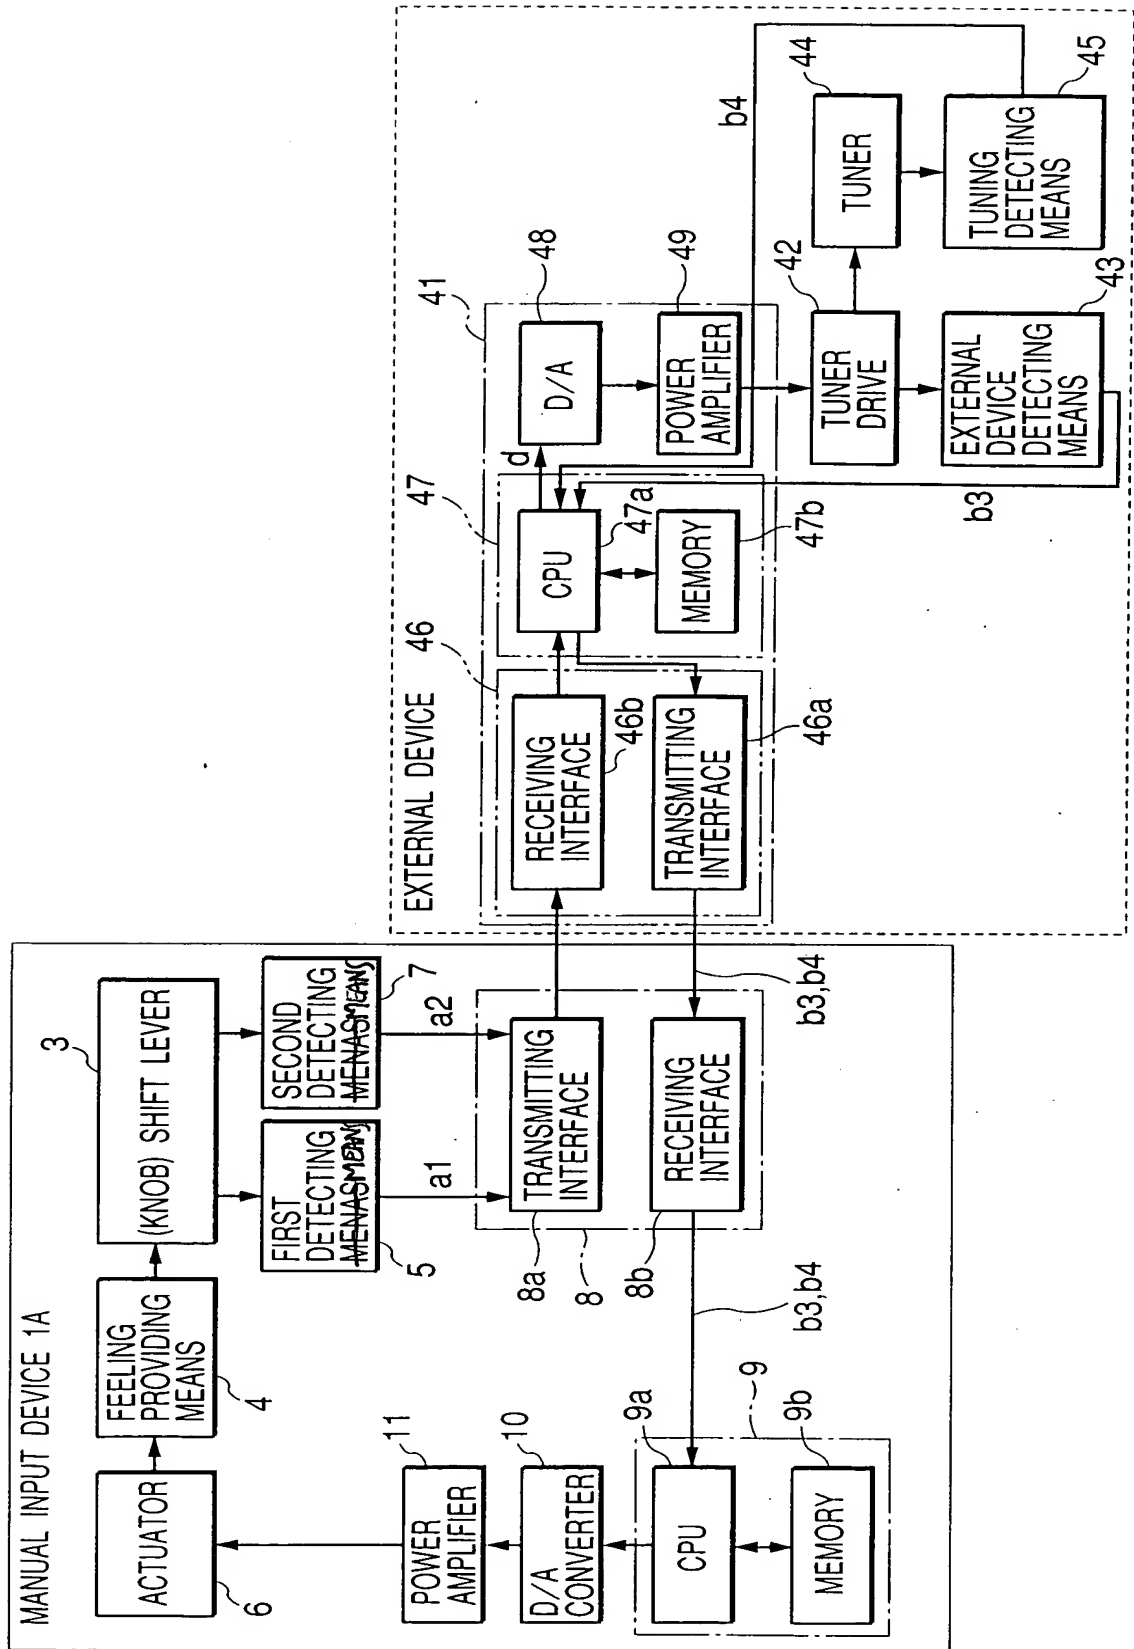 MANUAL INPUT DEVICE 1A
ACTUATOR
6
FEELING
PROVIDING
MEANS
4
(KNOB) SHIFT LEVER
3
FIRST
DETECTING
MENASMEANS
5
SECOND
DETECTING
MENASMEANS
7
a1
a2
11
POWER
AMPLIFIER
10
D/A
CONVERTER
9a
CPU
9
9b
MEMORY
8a
TRANSMITTING
INTERFACE
8
8b
RECEIVING
INTERFACE
b3,b4
b3,b4
EXTERNAL DEVICE
46
RECEIVING
INTERFACE
46b
TRANSMITTING
INTERFACE
46a
47
CPU
47a
MEMORY
47b
d
41
D/A
48
POWER
AMPLIFIER
49
b4
b3
TUNER
DRIVE
42
TUNER
44
EXTERNAL
DEVICE
DETECTING
MEANS
43
TUNING
DETECTING
MEANS
45